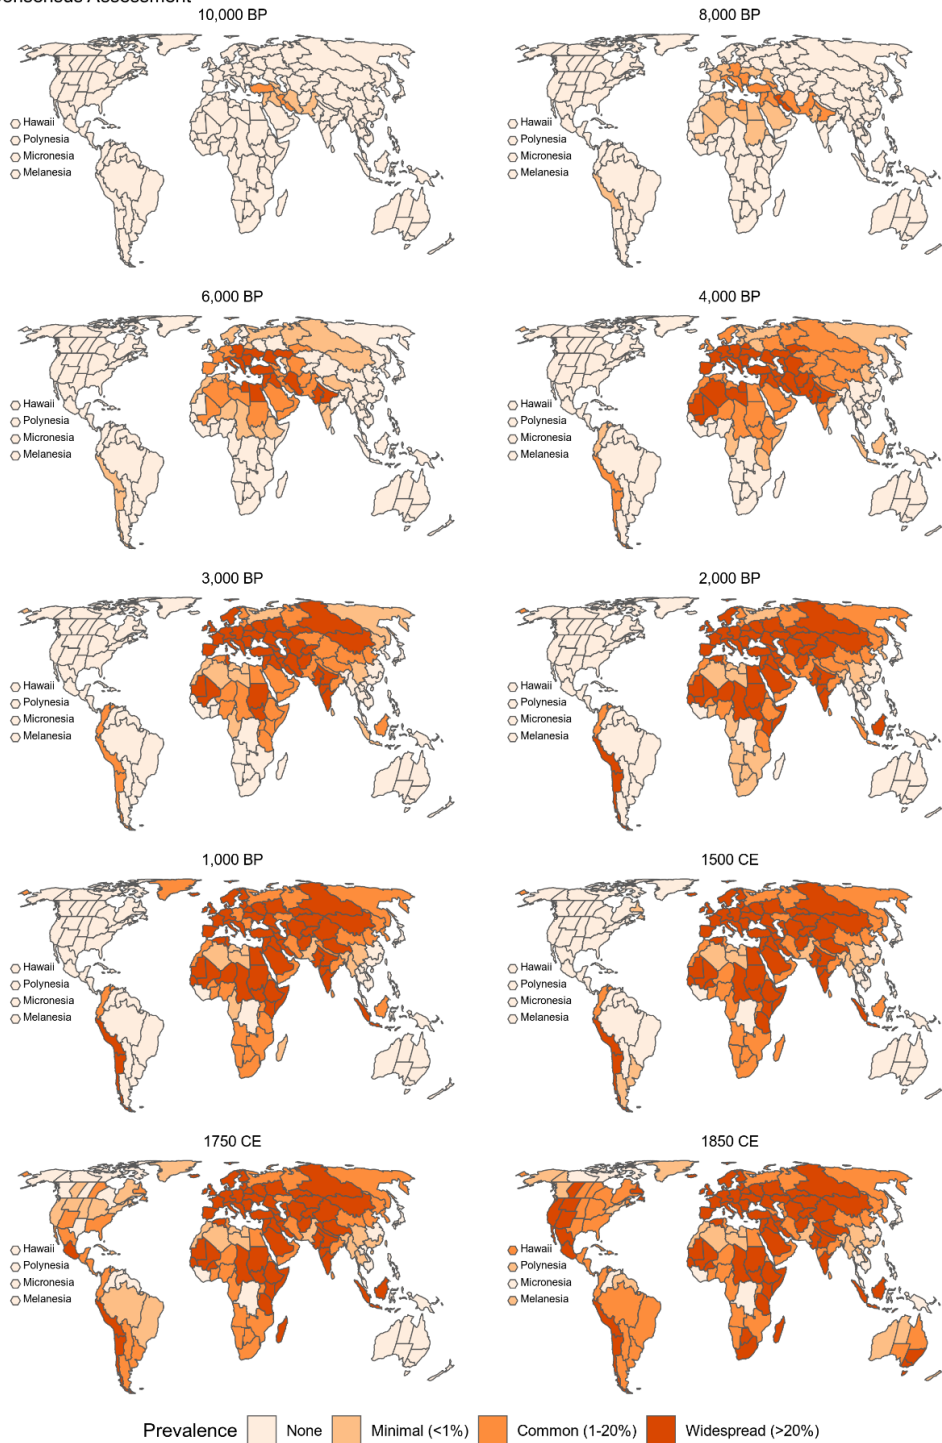 10,000 BP
8,000 BP
Hawaii
Polynesia
Micronesia
Melanesia
Hawaii
Polynesia
Micronesia
Melanesia
6,000 BP
4,000 BP
Hawaii
Polynesia
Micronesia
Melanesia
Hawaii
Polynesia
Micronesia
Melanesia
3,000 BP
2,000 BP
Hawaii
Polynesia
Micronesia
Melanesia
Hawaii
Polynesia
Micronesia
Melanesia
1,000 BP
1500 CE
Hawaii
Polynesia
Micronesia
Melanesia
Hawaii
Polynesia
Micronesia
Melanesia
1750 CE
1850 CE
Hawaii
Polynesia
Micronesia
Melanesia
Hawaii
Polynesia
Micronesia
Melanesia
Prevalence None Minimal (<1%) Common (1-20%) Widespread (>20%)